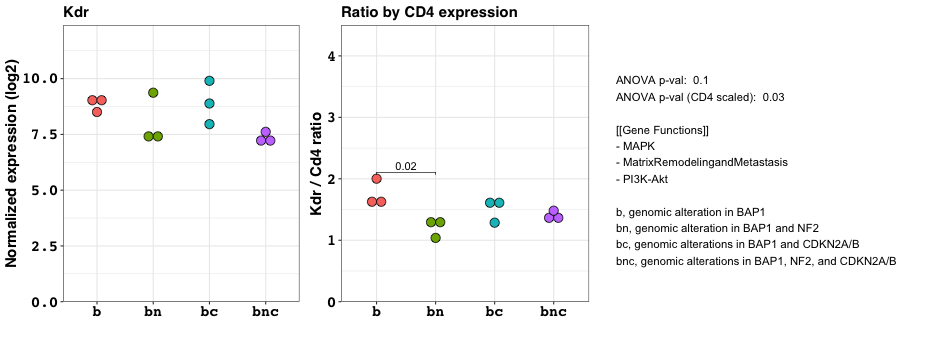 Kdr
Normalized expression (log2)
10.0
7.5
5.0
2.5
0.0
b bn bc bnc
Ratio by CD4 expression
Kdr / Cd4 ratio
4
3
2
1
0
0.02
b bn bc bnc
ANOVA p-val: 0.1
ANOVA p-val (CD4 scaled): 0.03
[[Gene Functions]]
- MAPK
- MatrixRemodelingandMetastasis
- PI3K-Akt
b, genomic alteration in BAP1
bn, genomic alteration in BAP1 and NF2
bc, genomic alterations in BAP1 and CDKN2A/B
bnc, genomic alterations in BAP1, NF2, and CDKN2A/B